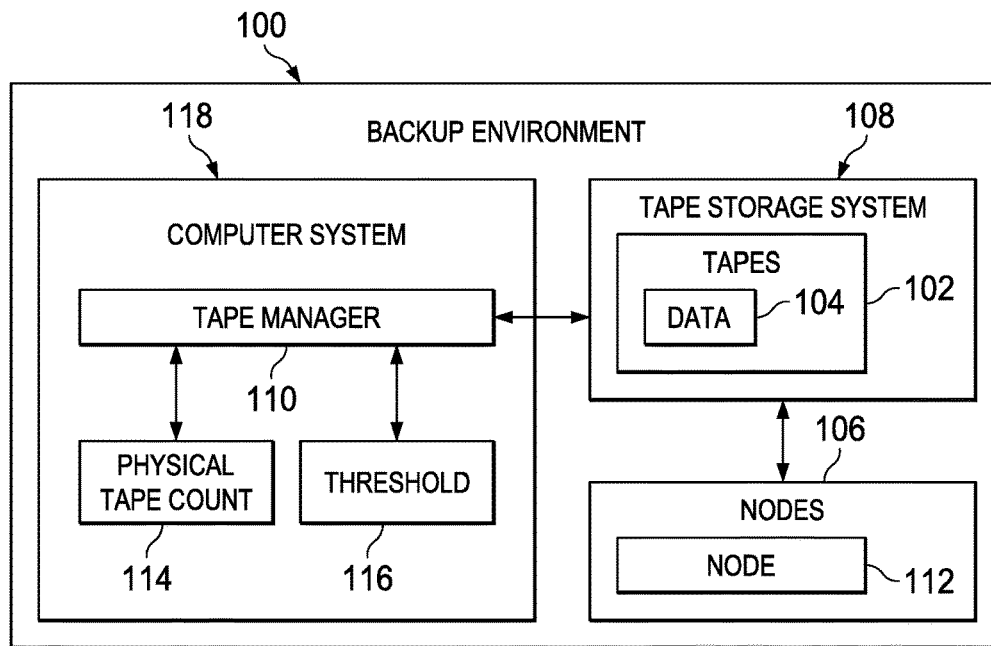 100
BACKUP ENVIRONMENT
118
COMPUTER SYSTEM
TAPE MANAGER
110
PHYSICAL
TAPE COUNT
114
THRESHOLD
116
108
TAPE STORAGE SYSTEM
TAPES
DATA
104
102
106
NODES
NODE
112